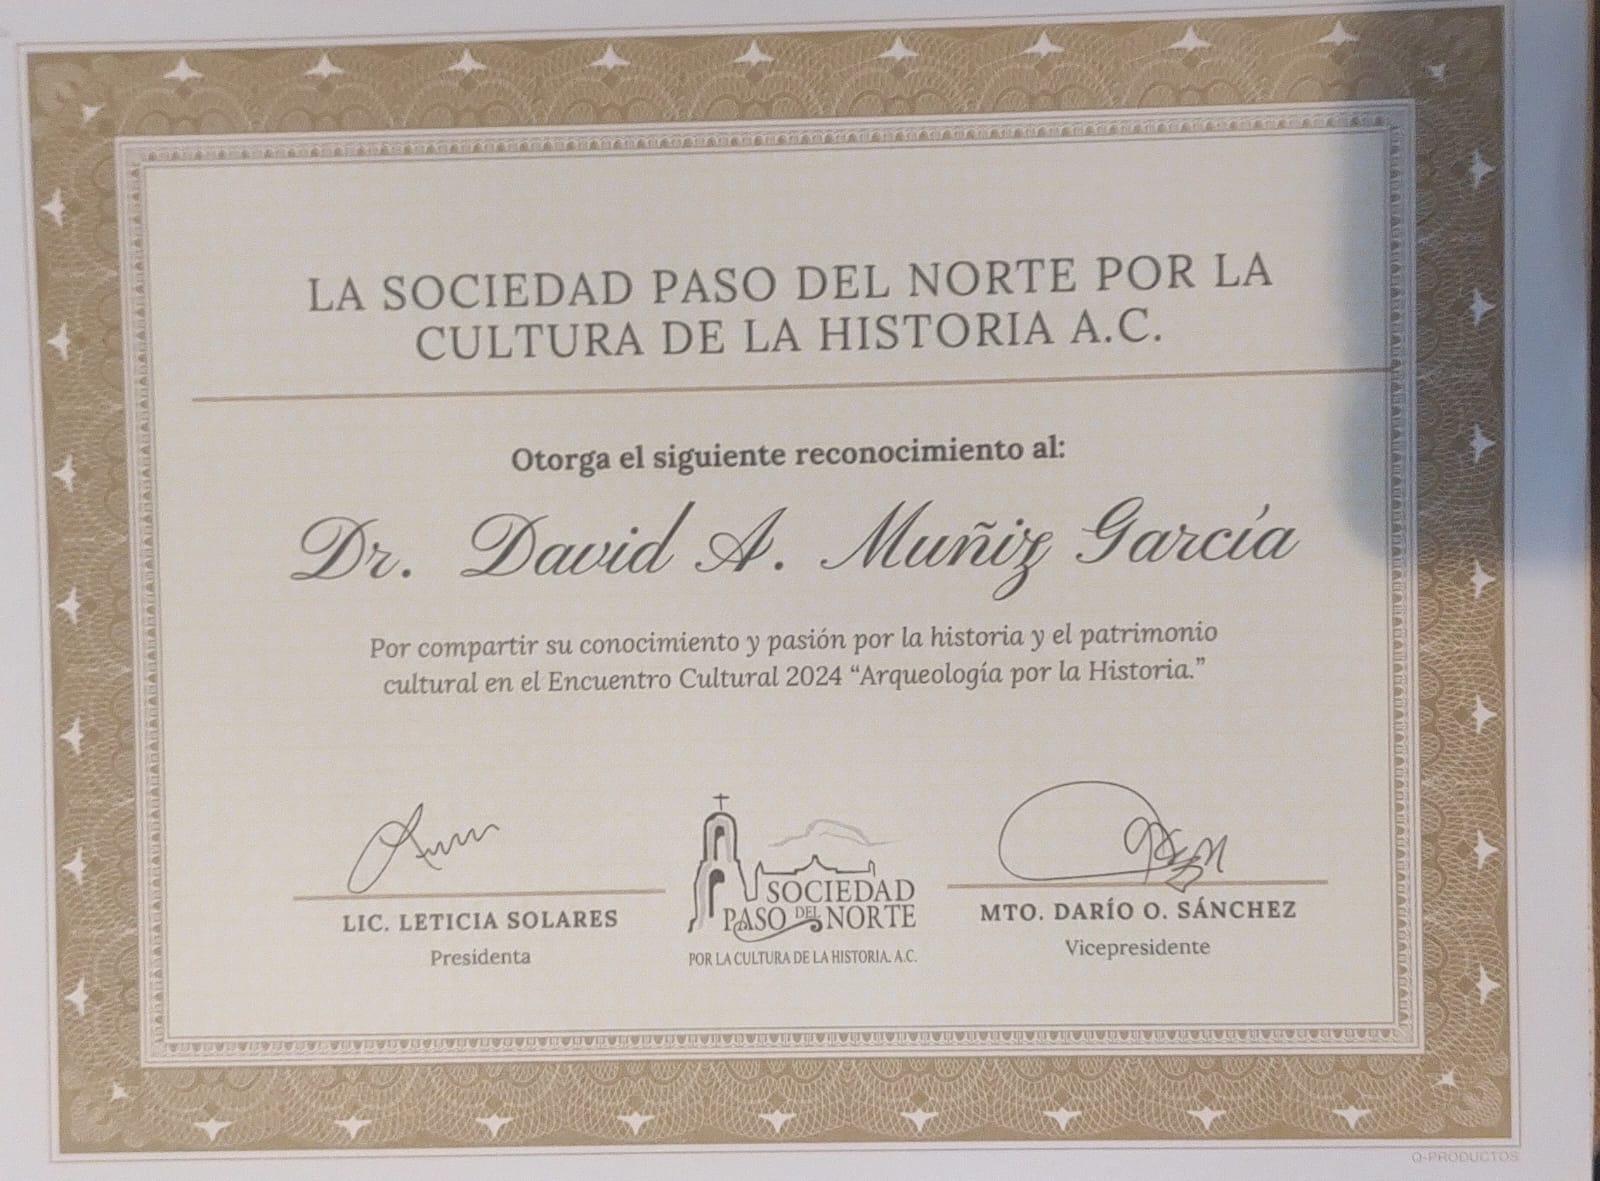 LA SOCIEDAD PASO DEL NORTE POR LA
CULTURA DE LA HISTORIA A.C.
Otorga el siguiente reconocimiento al:
Dr. David A. Muñiz García
Por compartir su conocimiento y pasión por la historia y el patrimonio
cultural en el Encuentro Cultural 2024 “Arqueología por la Historia.”
LIC. LETICIA SOLARES
Presidenta
SOCIEDAD
PASO DEL NORTE
POR LA CULTURA DE LA HISTORIA. A.C.
MTO. DARÍO O. SÁNCHEZ
Vicepresidente
Q-PRODUCTOS